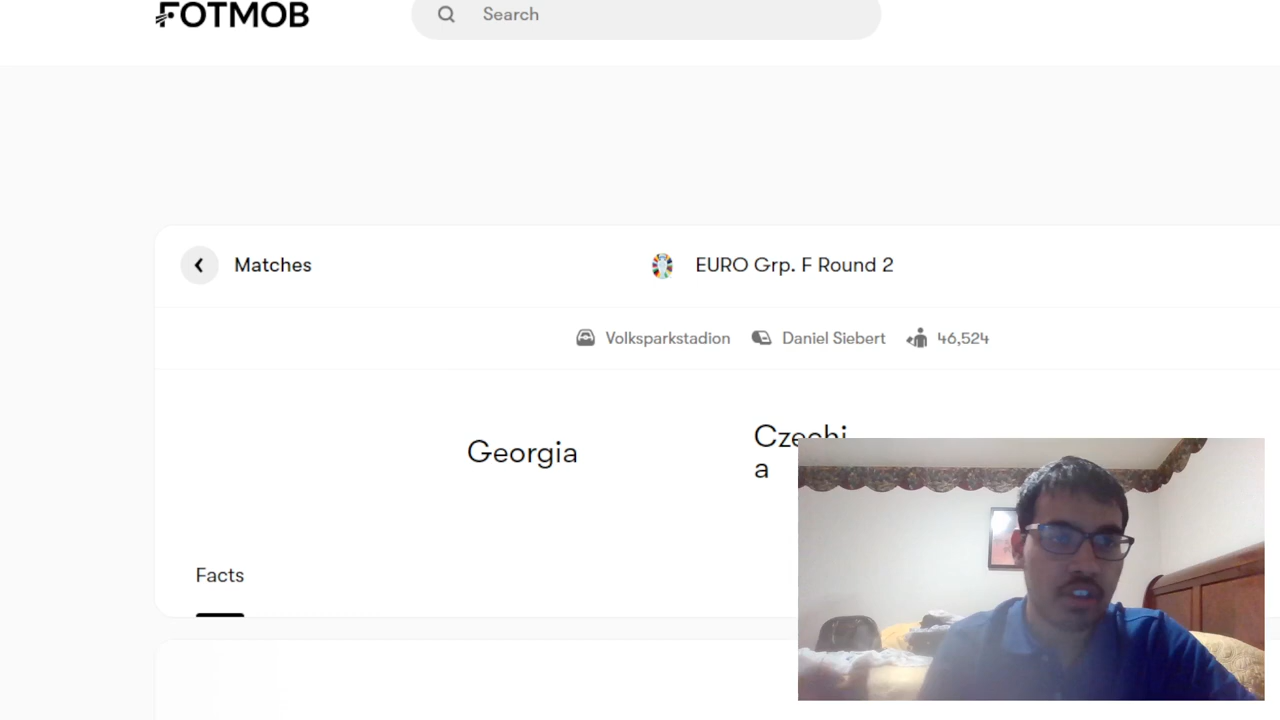 FOTMOB
Search
Matches
EURO Grp. F Round 2
Volksparkstadion Daniel Siebert 46,524
Georgia
Czechi
a
Facts